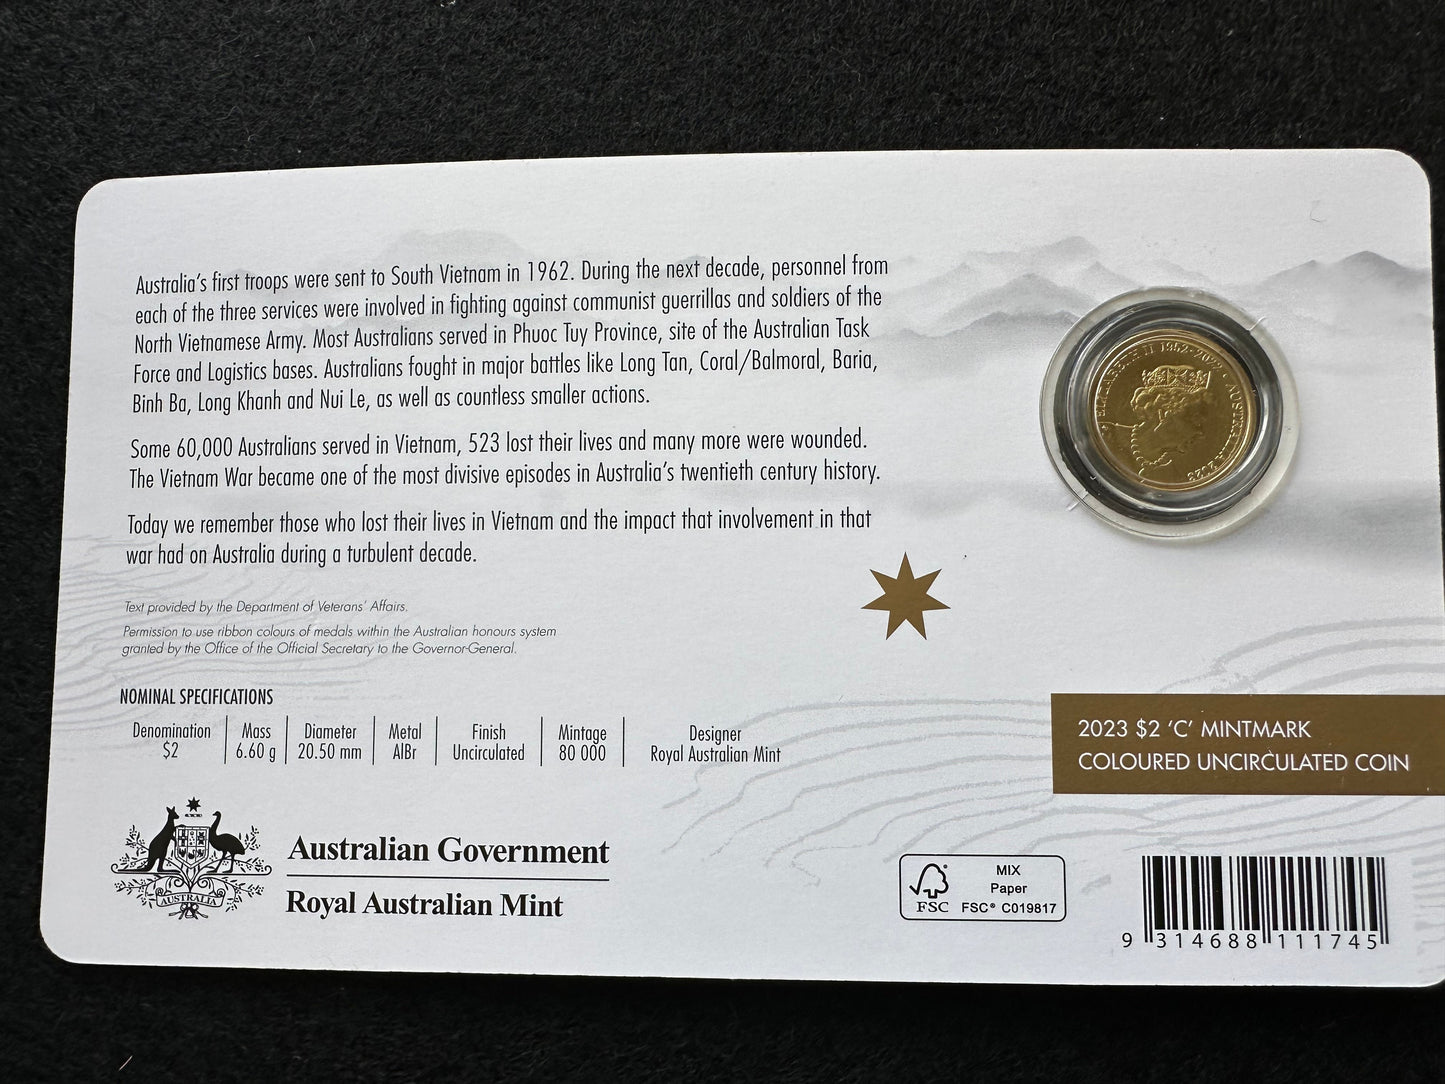 Australia's first troops were sent to South Vietnam in 1962. During the next decade, personnel from
each of the three services were involved in fighting against communist guerrillas and soldiers of the
North Vietnamese Army. Most Australians served in Phuoc Tuy Province, site of the Australian Task
Force and Logistics bases. Australians fought in major battles like Long Tan, Coral/Balmoral, Baria,
Binh Ba, Long Khanh and Nui Le, as well as countless smaller actions.
Some 60,000 Australians served in Vietnam, 523 lost their lives and many more were wounded.
The Vietnam War became one of the most divisive episodes in Australia's twentieth century history.
Today we remember those who lost their lives in Vietnam and the impact that involvement in that
war had on Australia during a turbulent decade.
Text provided by the Department of Veterans' Affairs.
Permission to use ribbon colours of medals within the Australian honours system
granted by the Office of the Official Secretary to the Governor-General.
NOMINAL SPECIFICATIONS
Denomination Mass Diameter Metal Finish Mintage Designer
$2 6.60 g 20.50 mm AlBr Uncirculated 80 000 Royal Australian Mint
AUSTRALIA
Australian Government
Royal Australian Mint
ELIZABETH II 1952-2022 · AUSTRALIA 2023
2023 $2 'C' MINTMARK
COLOURED UNCIRCULATED COIN
FSC
MIX
Paper
FSC® C019817
9 314688 111745